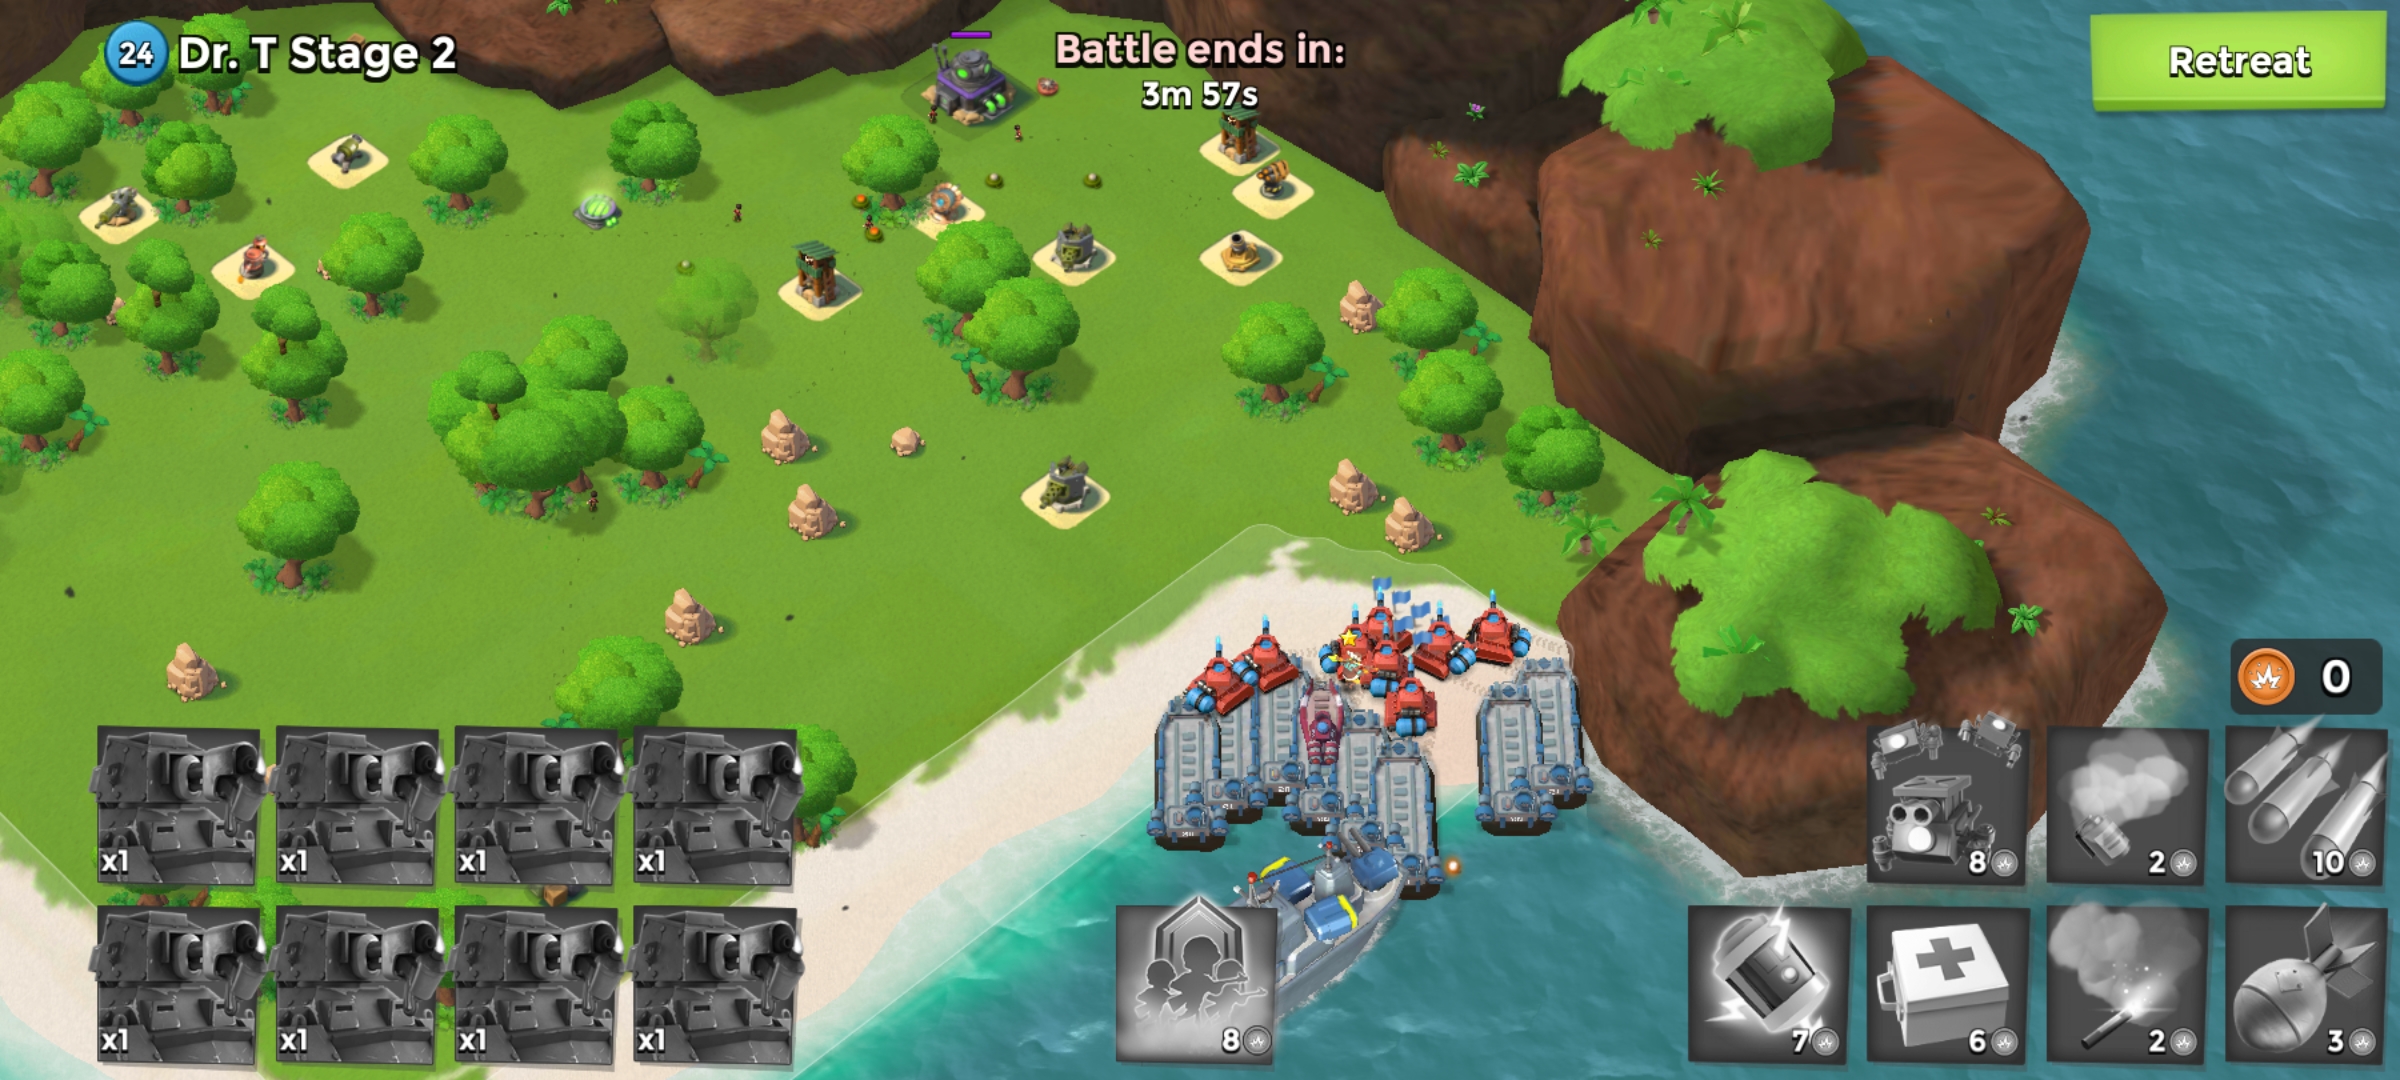 24 Dr. T Stage 2
Battle ends in:
3m 57s
Retreat
0
x1 x1 x1 x1
8 2 10
x1 x1 x1 x1
8 7 6 2 3